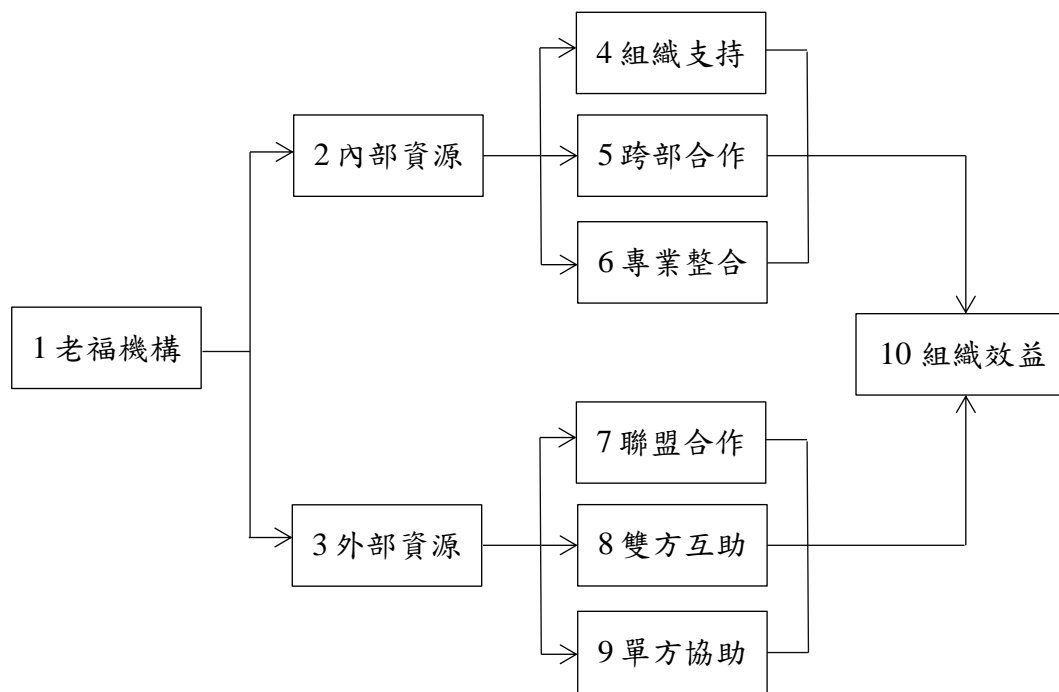 4 組織支持
2 內部資源
5 跨部合作
6 專業整合
1 老福機構
10 組織效益
7 聯盟合作
3 外部資源
8 雙方互助
9 單方協助